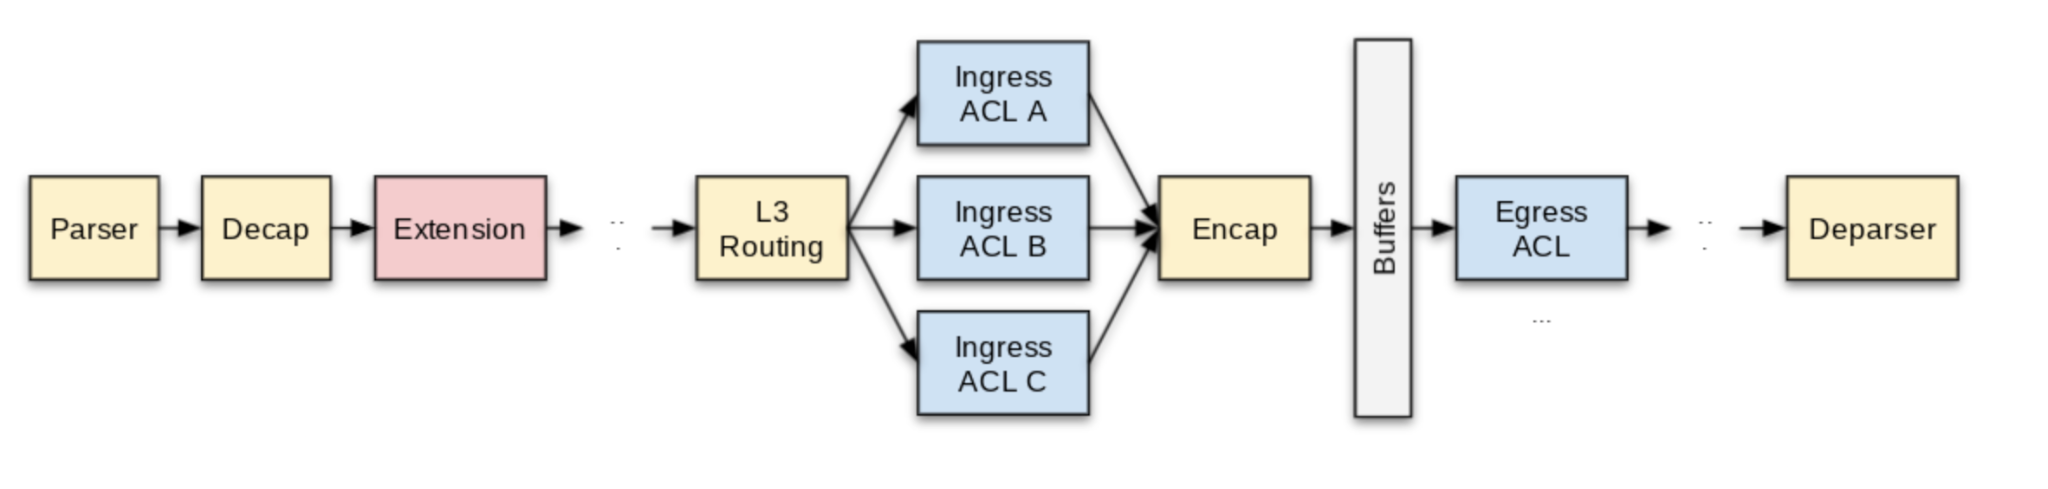 Parser
Decap
Extension
...
L3
Routing
Ingress
ACL A
Ingress
ACL B
Ingress
ACL C
Encap
Buffers
Egress
ACL
...
...
Deparser